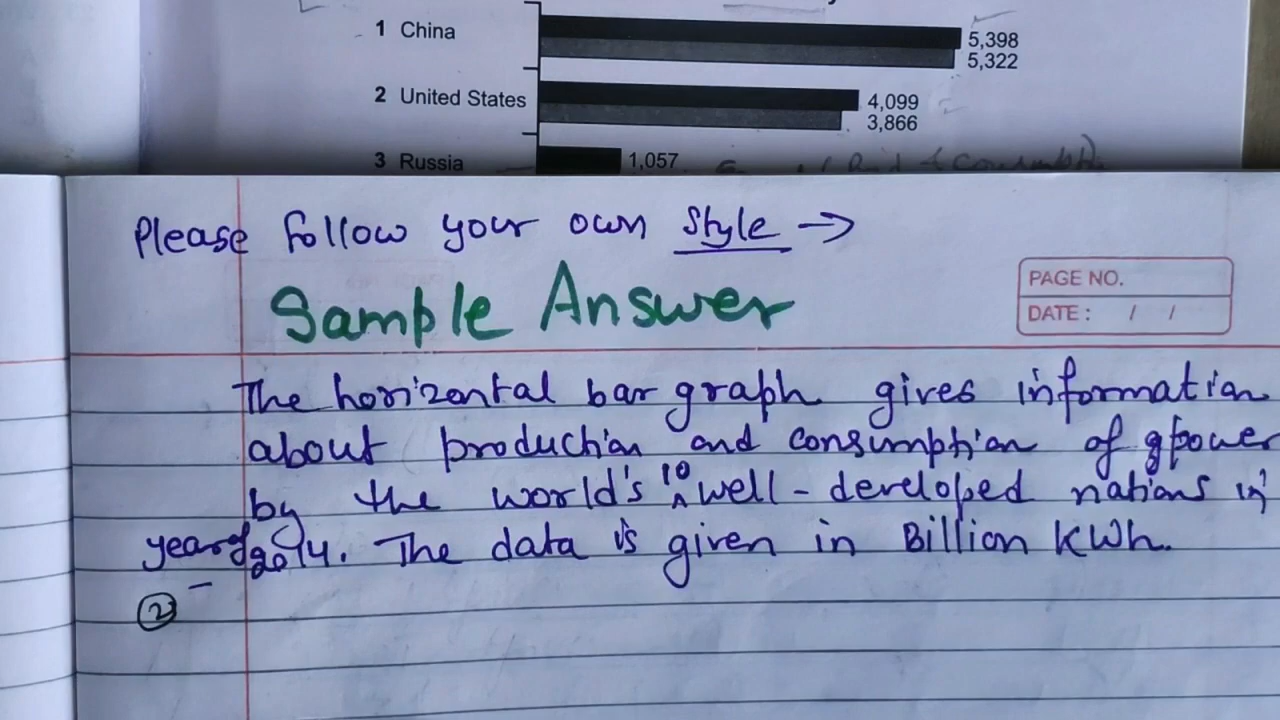 1 China 5,398
5,322
2 United States 4,099
3,866
3 Russia 1,057
Please follow your own Style →
Sample Answer
PAGE NO.
DATE : / /
The horizontal bar graph gives information
about production and consumption of power
by the world's 10 well-developed nations in
year 2014. The data is given in Billion KWh.
②